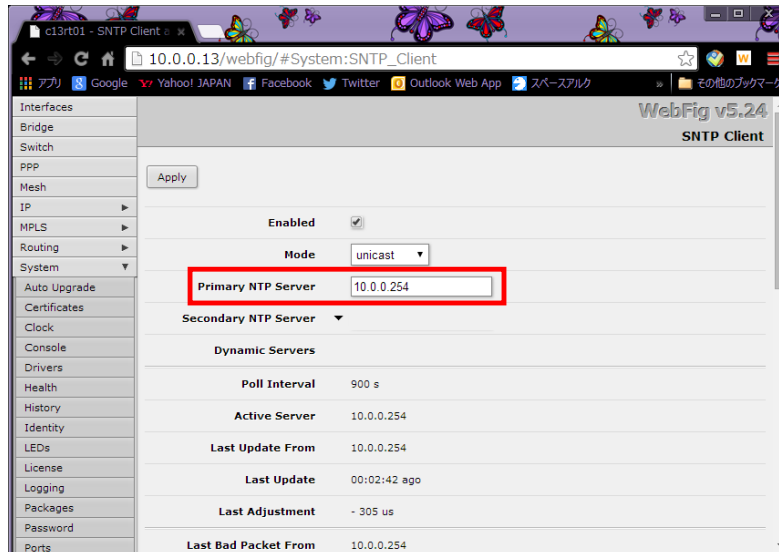 c13rt01 - SNTP Client a
10.0.0.13/webfig/#System:SNTP_Client
アプリ Google Yahoo! JAPAN Facebook Twitter Outlook Web App スペースアルク » その他のブックマーク
Interfaces
Bridge
Switch
PPP
Mesh
IP
MPLS
Routing
System
Auto Upgrade
Certificates
Clock
Console
Drivers
Health
History
Identity
LEDs
License
Logging
Packages
Password
Ports
WebFig v5.24
SNTP Client
Apply
Enabled
Mode unicast
Primary NTP Server 10.0.0.254
Secondary NTP Server
Dynamic Servers
Poll Interval 900 s
Active Server 10.0.0.254
Last Update From 10.0.0.254
Last Update 00:02:42 ago
Last Adjustment - 305 us
Last Bad Packet From 10.0.0.254